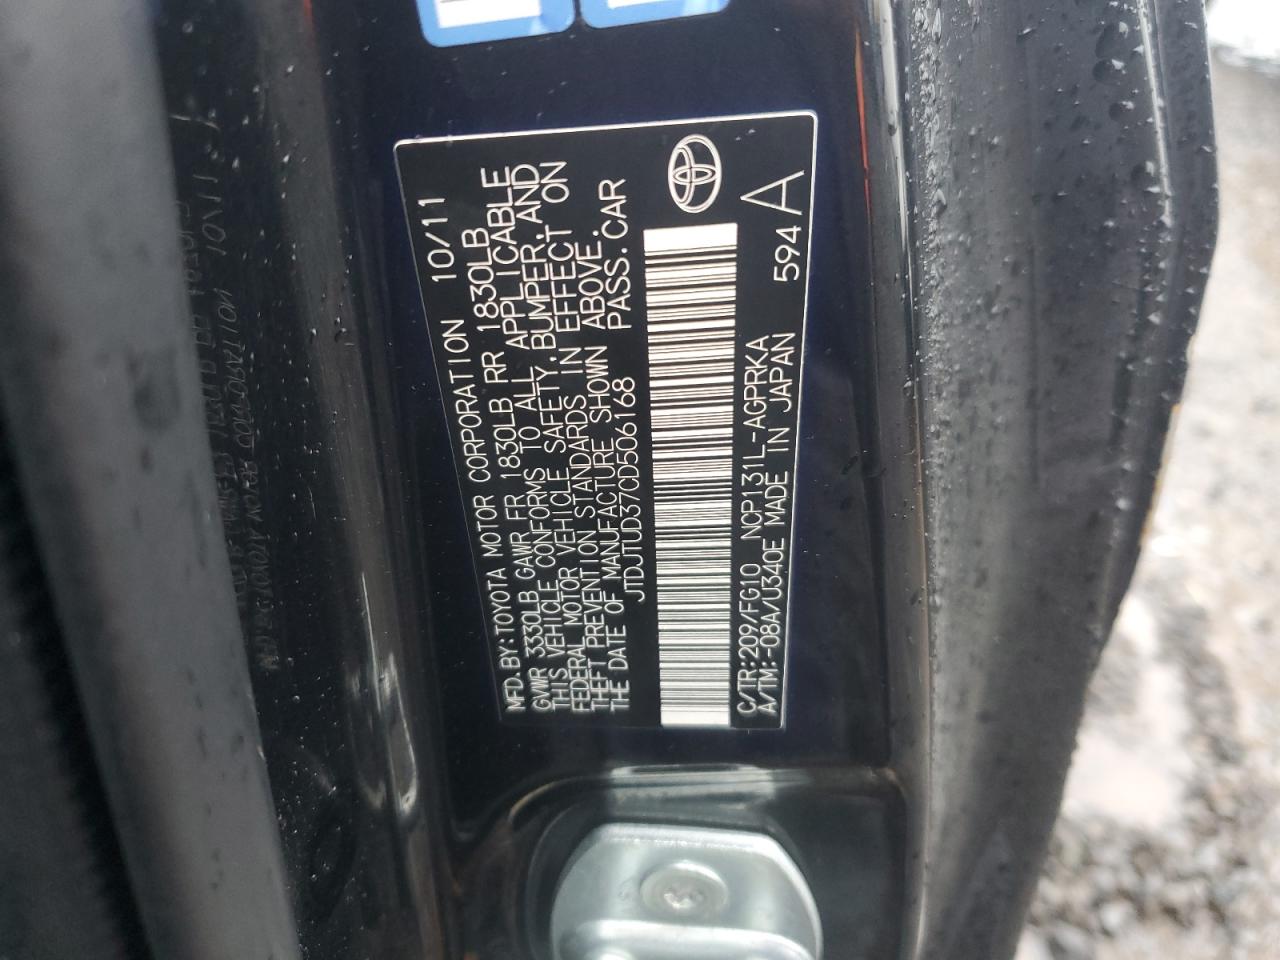 MFD. BY: TOYOTA MOTOR CORPORATION 10/11
GVWR 3330LB GAWR FR 1830LB RR 1830LB
THIS VEHICLE CONFORMS TO ALL APPLICABLE
FEDERAL MOTOR VEHICLE SAFETY, BUMPER, AND
THEFT PREVENTION STANDARDS IN EFFECT ON
THE DATE OF MANUFACTURE SHOWN ABOVE.
JTDJTUD37CD506168 PASS. CAR
C/TR:209/FG10 NCP131L-AGPRKA 594
A/TM:-08A/U340E MADE IN JAPAN A